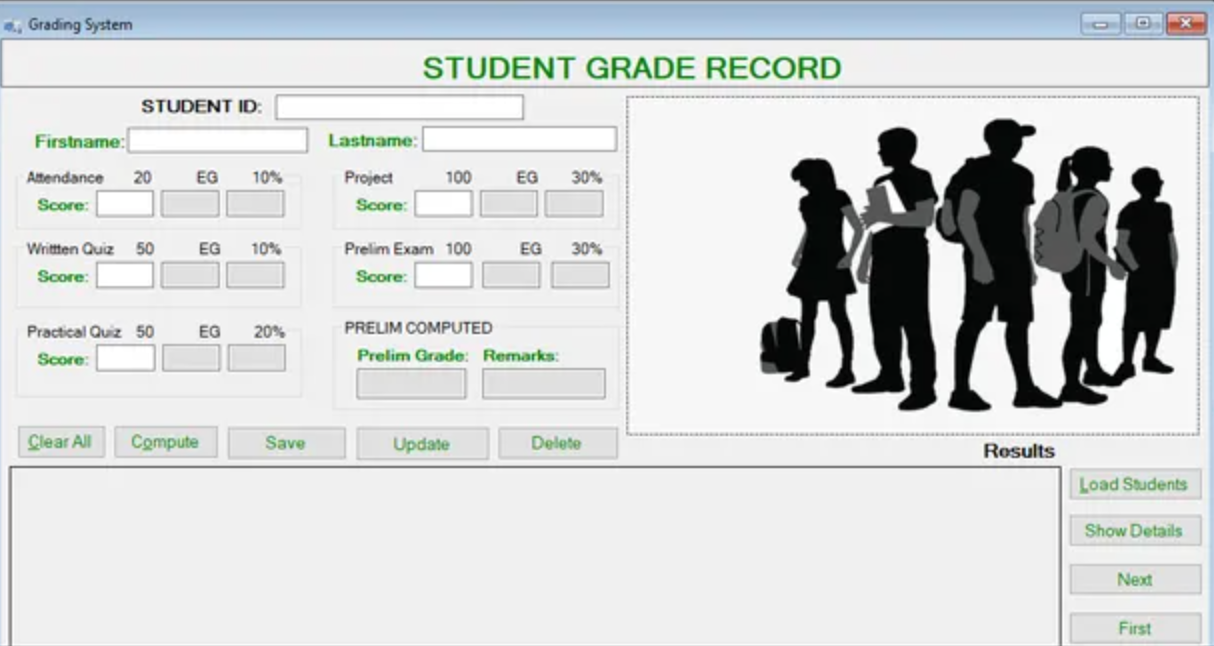 Grading System
STUDENT GRADE RECORD
STUDENT ID:
Firstname:
Lastname:
Attendance 20 EG 10%
Score:
Project 100 EG 30%
Score:
Writtten Quiz 50 EG 10%
Score:
Prelim Exam 100 EG 30%
Score:
Practical Quiz 50 EG 20%
Score:
PRELIM COMPUTED
Prelim Grade: Remarks:
Clear All
Compute
Save
Update
Delete
Results
Load Students
Show Details
Next
First